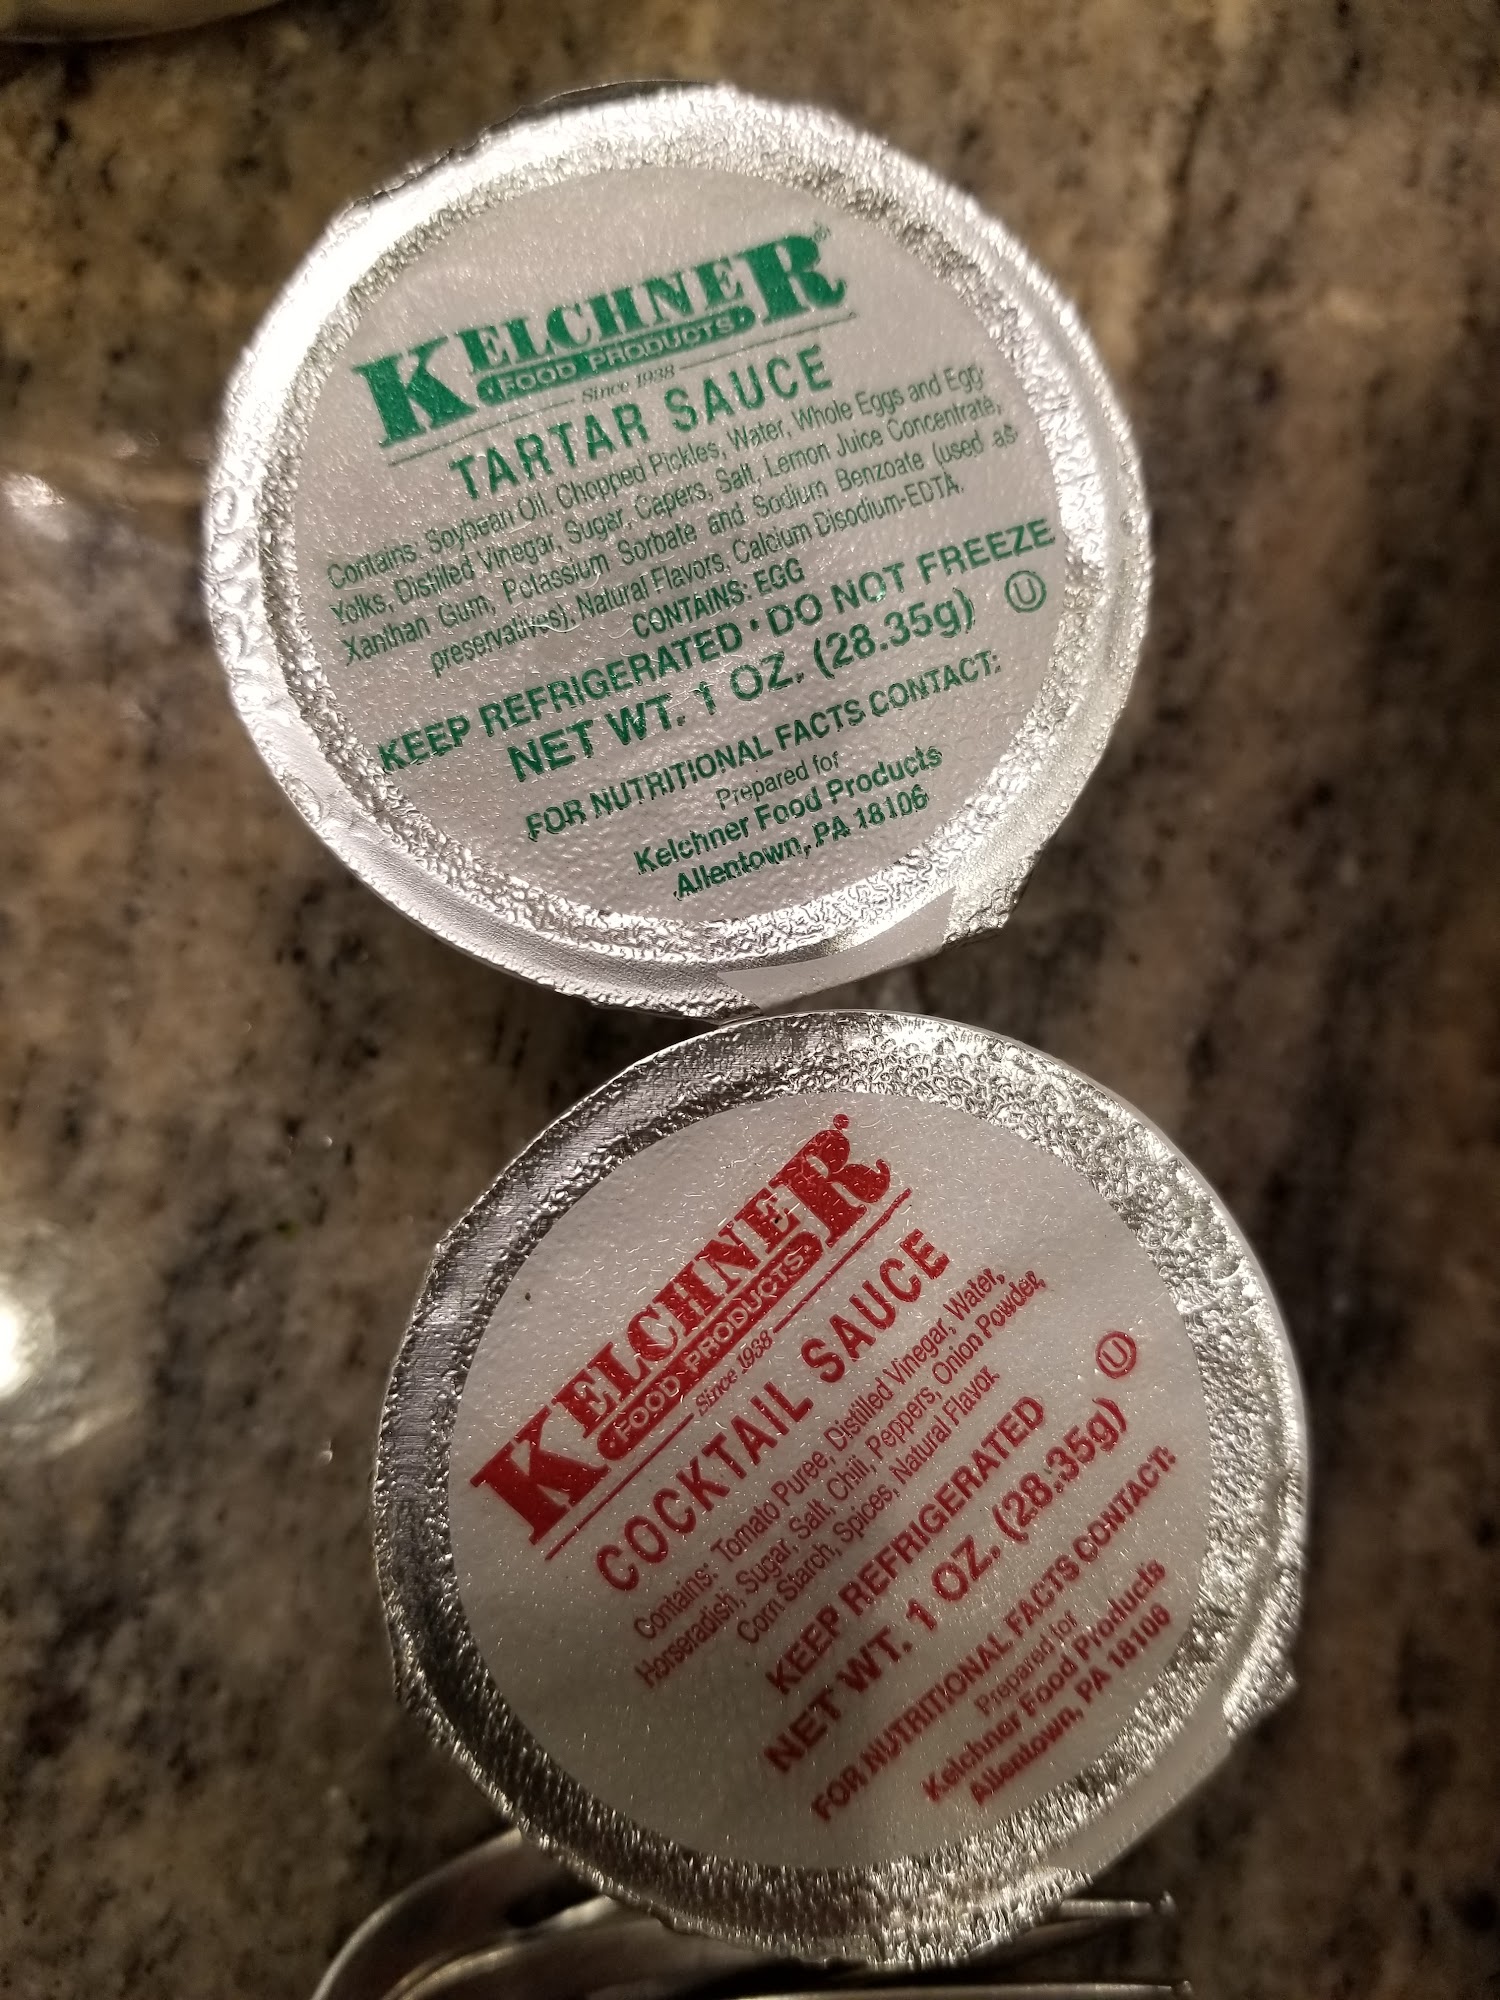 KELCHNER®
FOOD PRODUCTS
Since 1938
TARTAR SAUCE
Contains: Soybean Oil, Chopped Pickles, Water, Whole Eggs and Egg
Yolks, Distilled Vinegar, Sugar, Capers, Salt, Lemon Juice Concentrate,
Xanthan Gum, Potassium Sorbate and Sodium Benzoate (used as
preservatives), Natural Flavors, Calcium Disodium-EDTA.
CONTAINS: EGG
KEEP REFRIGERATED • DO NOT FREEZE
NET WT. 1 OZ. (28.35g) U
FOR NUTRITIONAL FACTS CONTACT:
Prepared for
Kelchner Food Products
Allentown, PA 18106
KELCHNER®
FOOD PRODUCTS
Since 1938
COCKTAIL SAUCE
Contains: Tomato Puree, Distilled Vinegar, Water,
Horseradish, Sugar, Salt, Chili, Peppers, Onion Powder,
Corn Starch, Spices, Natural Flavor.
KEEP REFRIGERATED U
NET WT. 1 OZ. (28.35g)
FOR NUTRITIONAL FACTS CONTACT:
Prepared for
Kelchner Food Products
Allentown, PA 18106